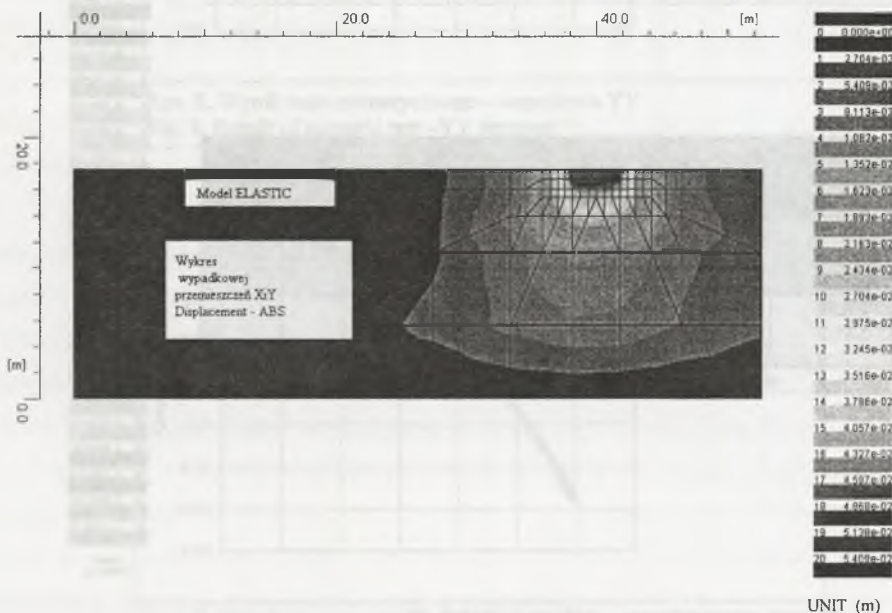 0.0 20.0 40.0 [m]
20.0
[m]
0.0
Model ELASTIC
Wykres
wypadkowej
przemieszczeń XiY
Displacement - ABS
0 0.000e+00
1 2.704e-03
2 5.409e-03
3 8.113e-03
4 1.082e-02
5 1.352e-02
6 1.623e-02
7 1.893e-02
8 2.163e-02
9 2.434e-02
10 2.704e-02
11 2.975e-02
12 3.245e-02
13 3.516e-02
14 3.786e-02
15 4.057e-02
16 4.327e-02
17 4.597e-02
18 4.868e-02
19 5.138e-02
20 5.409e-02
UNIT (m)